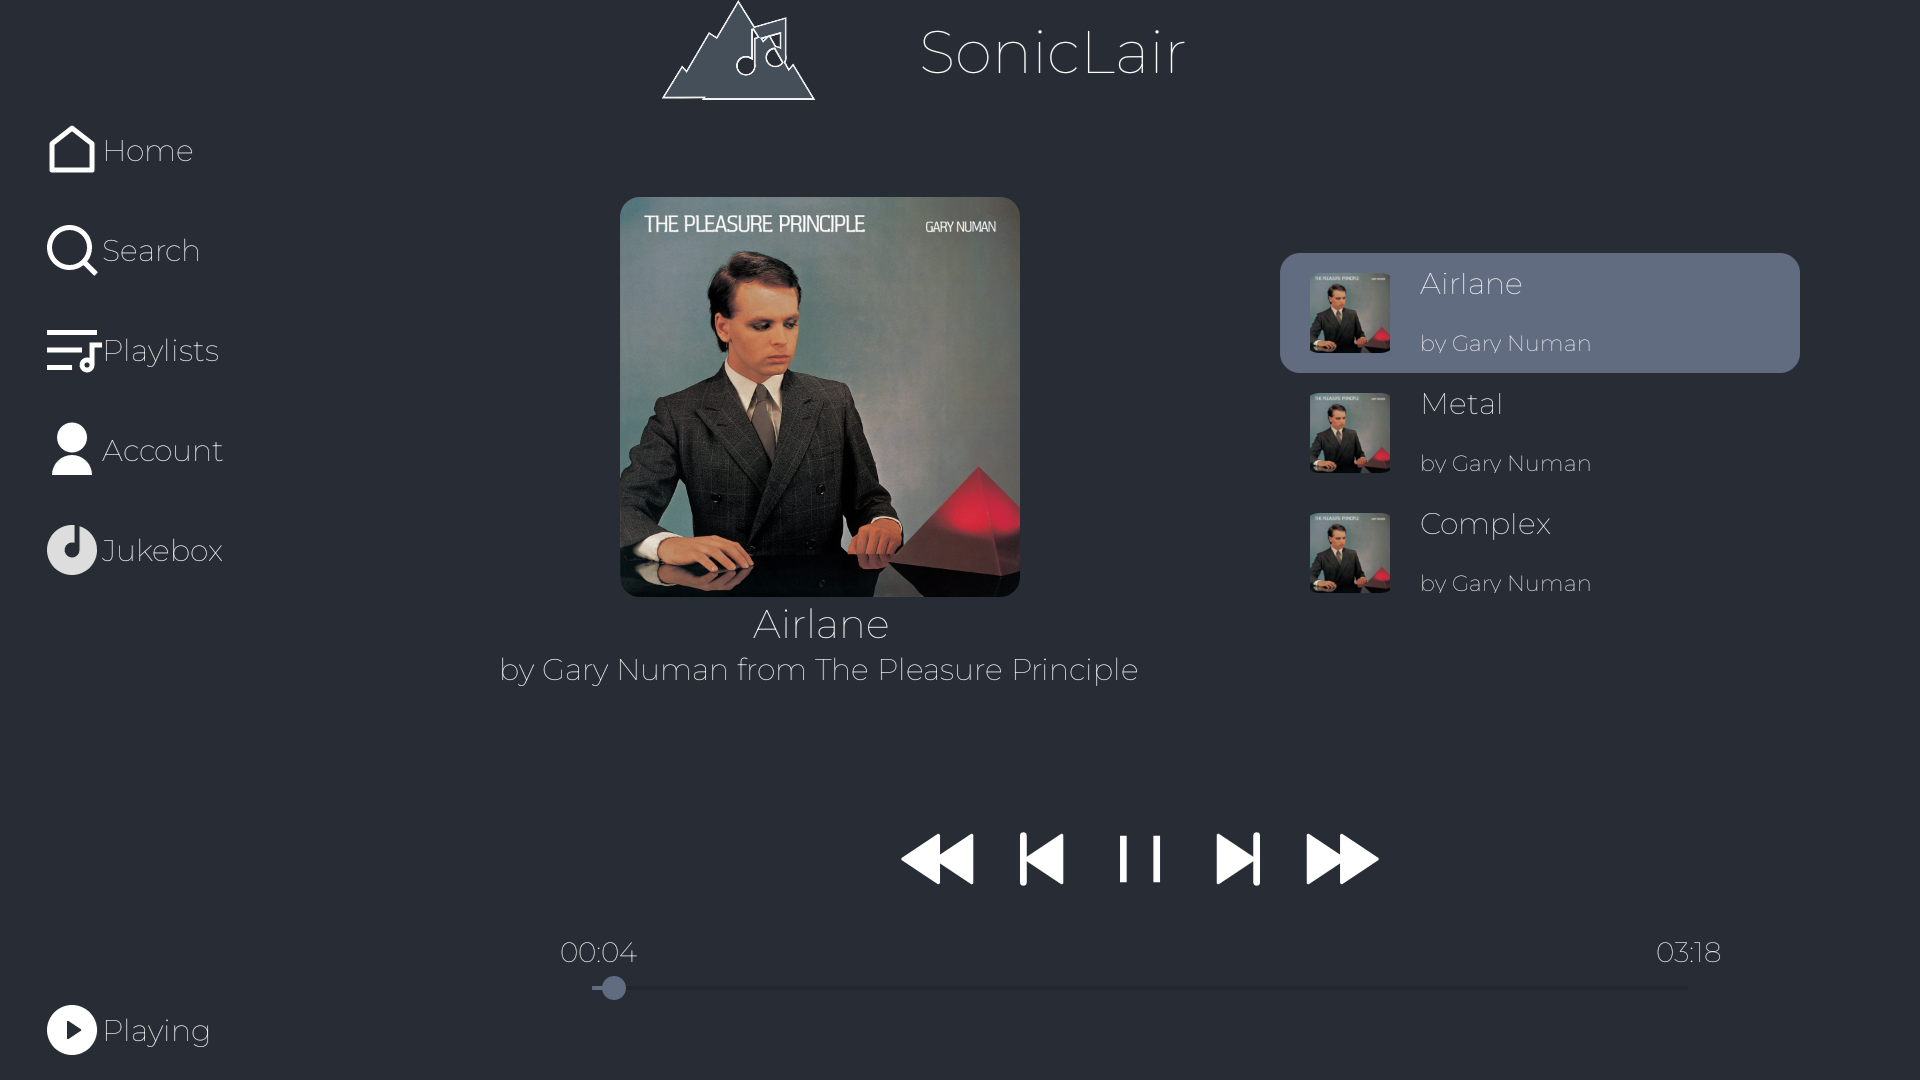 SonicLair
Home
Search
Playlists
Account
Jukebox
Playing
THE PLEASURE PRINCIPLE
GARY NUMAN
Airlane
by Gary Numan from The Pleasure Principle
Airlane
by Gary Numan
Metal
by Gary Numan
Complex
by Gary Numan
00:04
03:18